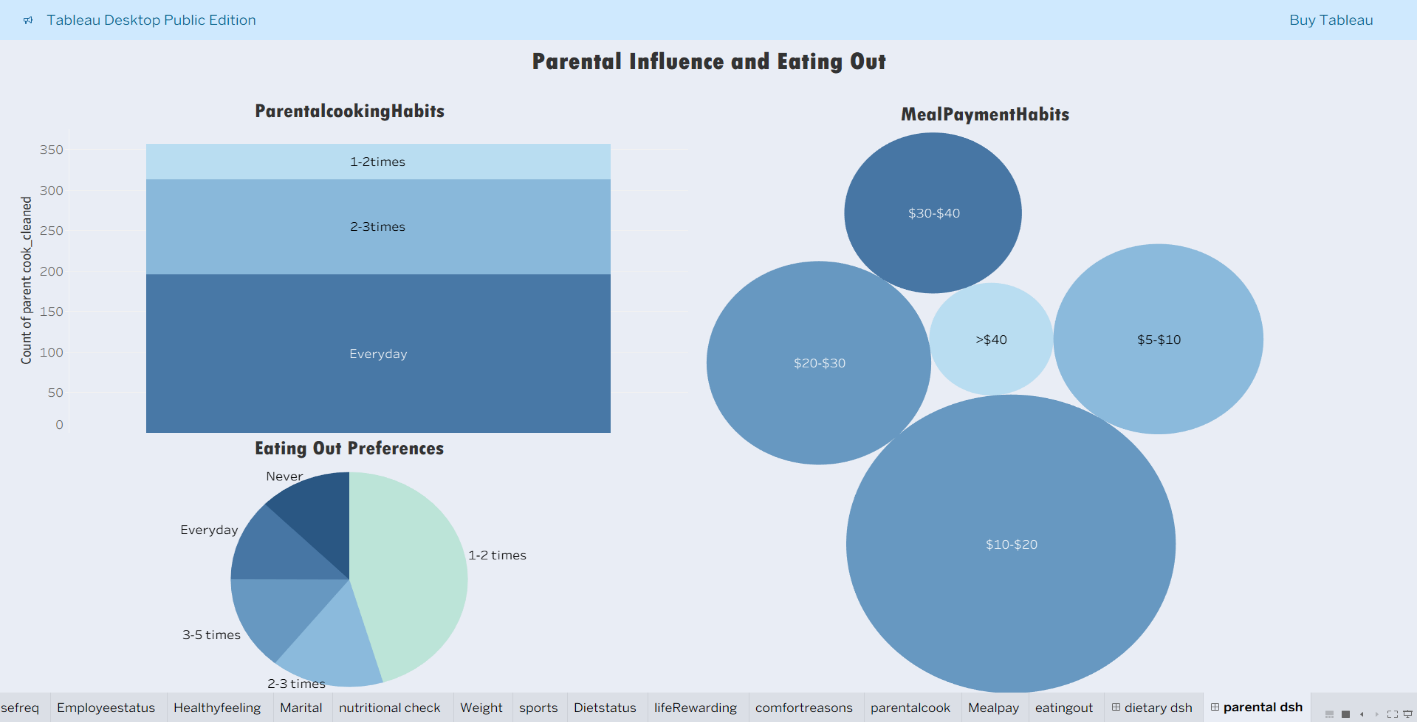 Tableau Desktop Public Edition
Buy Tableau
Parental Influence and Eating Out
ParentalcookingHabits
Count of parent cook_cleaned
350
300
250
200
150
100
50
0
1-2times
2-3times
Everyday
Eating Out Preferences
Never
Everyday
1-2 times
3-5 times
2-3 times
MealPaymentHabits
$30-$40
$20-$30
>$40
$5-$10
$10-$20
sefreq Employeestatus Healthyfeeling Marital nutritional check Weight sports Dietstatus lifeRewarding comfortreasons parentalcook Mealpay eatingout dietary dsh parental dsh